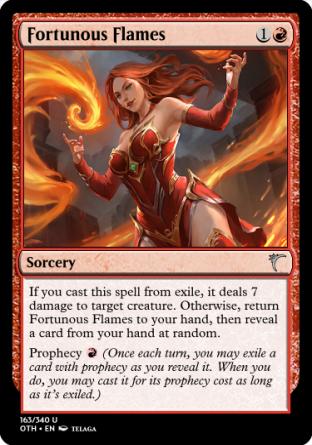 Fortunous Flames 1
Sorcery
If you cast this spell from exile, it deals 7
damage to target creature. Otherwise, return
Fortunous Flames to your hand, then reveal
a card from your hand at random.
Prophecy (Once each turn, you may exile a
card with prophecy as you reveal it. When you
do, you may cast it for its prophecy cost as long
as it's exiled.)
163/340 U
OTH • EN TELAGA